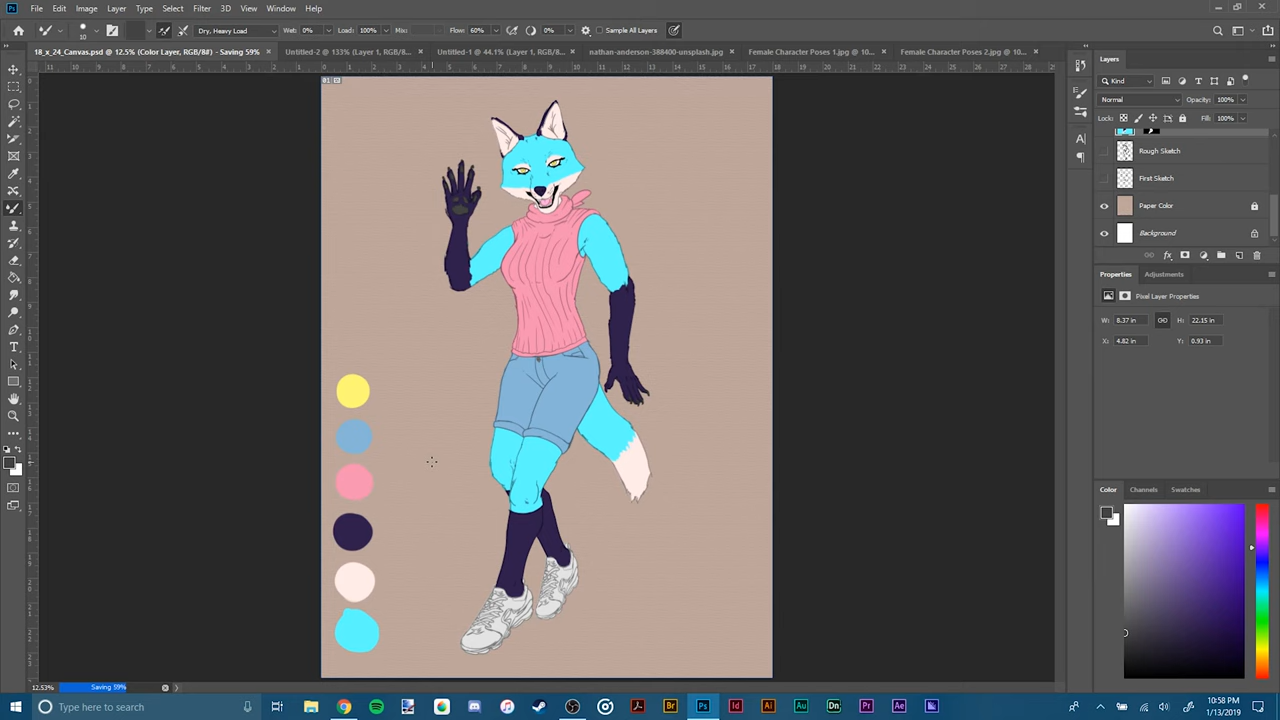 File Edit Image Layer Type Select Filter 3D View Window Help
10 Dry, Heavy Load Wet: 0% Load: 100% Mix: Flow: 60% 0% Sample All Layers
18_x_24_Canvas.psd @ 12.5% (Color Layer, RGB/8#) - Saving 59% × Untitled-2 @ 133% (Layer 1, RGB/8... × Untitled-1 @ 44.1% (Layer 1, RGB/8... × nathan-anderson-388400-unsplash.jpg × Female Character Poses 1.jpg @ 10... × Female Character Poses 2.jpg @ 10... ×
Layers
Kind
Normal Opacity: 100%
Lock: Fill: 100%
Rough Sketch
First Sketch
Paper Color
Background
Properties Adjustments
Pixel Layer Properties
W: 8.37 in H: 22.15 in
X: 4.82 in Y: 0.93 in
Color Channels Swatches
12.53% Saving 59%
Type here to search
10:58 PM
1/13/2019